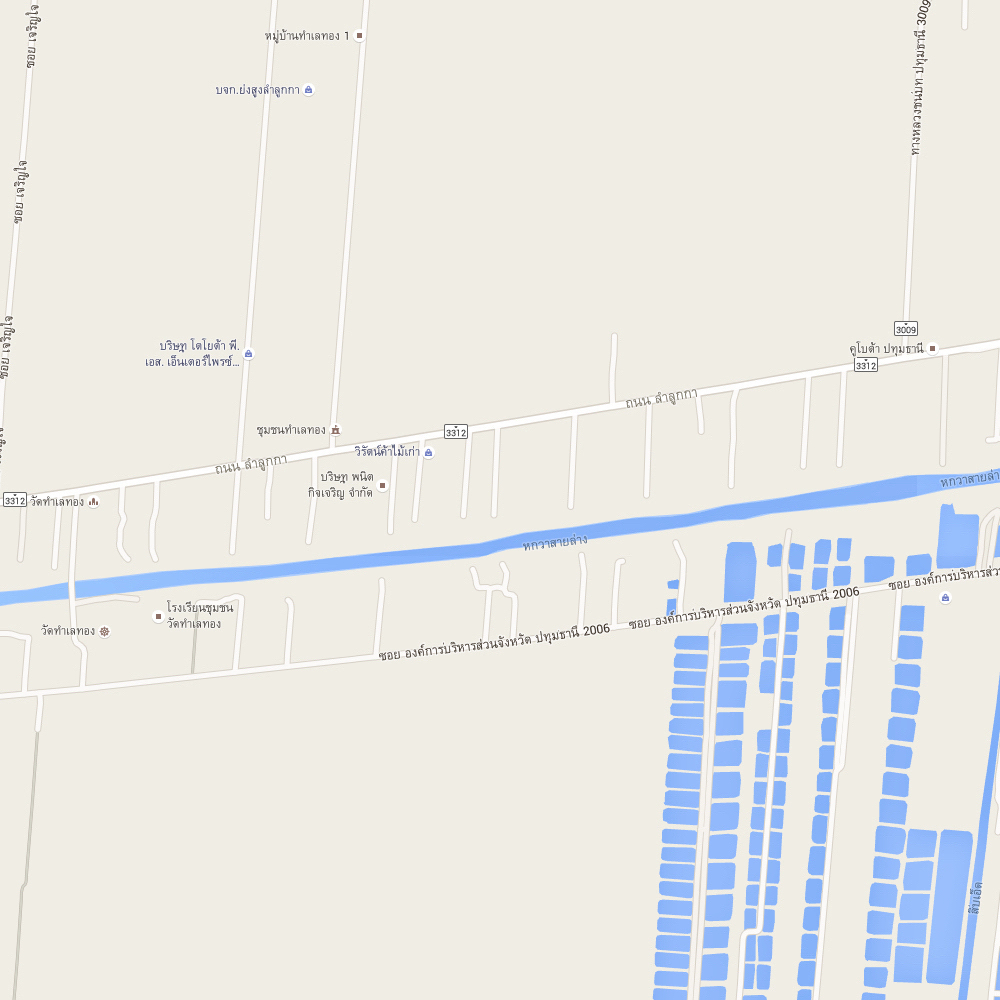 ซอย เจริญใจ
หมู่บ้านทำเลทอง 1
ทางหลวงชนบท ปทุมธานี 3009
บจก.ย่งสูงลำลูกกา
ซอย เจริญใจ
ซอย เจริญใจ
3009
บริษัท โตโยต้า พี.
เอส. เอ็นเตอร์ไพรซ์...
คูโบต้า ปทุมธานี
3312
ถนน ลำลูกกา
ชุมชนทำเลทอง
3312
วิรัตน์ค้าไม้เก่า
ถนน ลำลูกกา
บริษัท พนิต
กิจเจริญ จำกัด
หกวาสายล่าง
3312
วัดทำเลทอง
หกวาสายล่าง
ซอย องค์การบริหารส่วน
โรงเรียนชุมชน
วัดทำเลทอง
ซอย องค์การบริหารส่วนจังหวัด ปทุมธานี 2006
วัดทำเลทอง
ซอย องค์การบริหารส่วนจังหวัด ปทุมธานี 2006
สิบเอ็ด